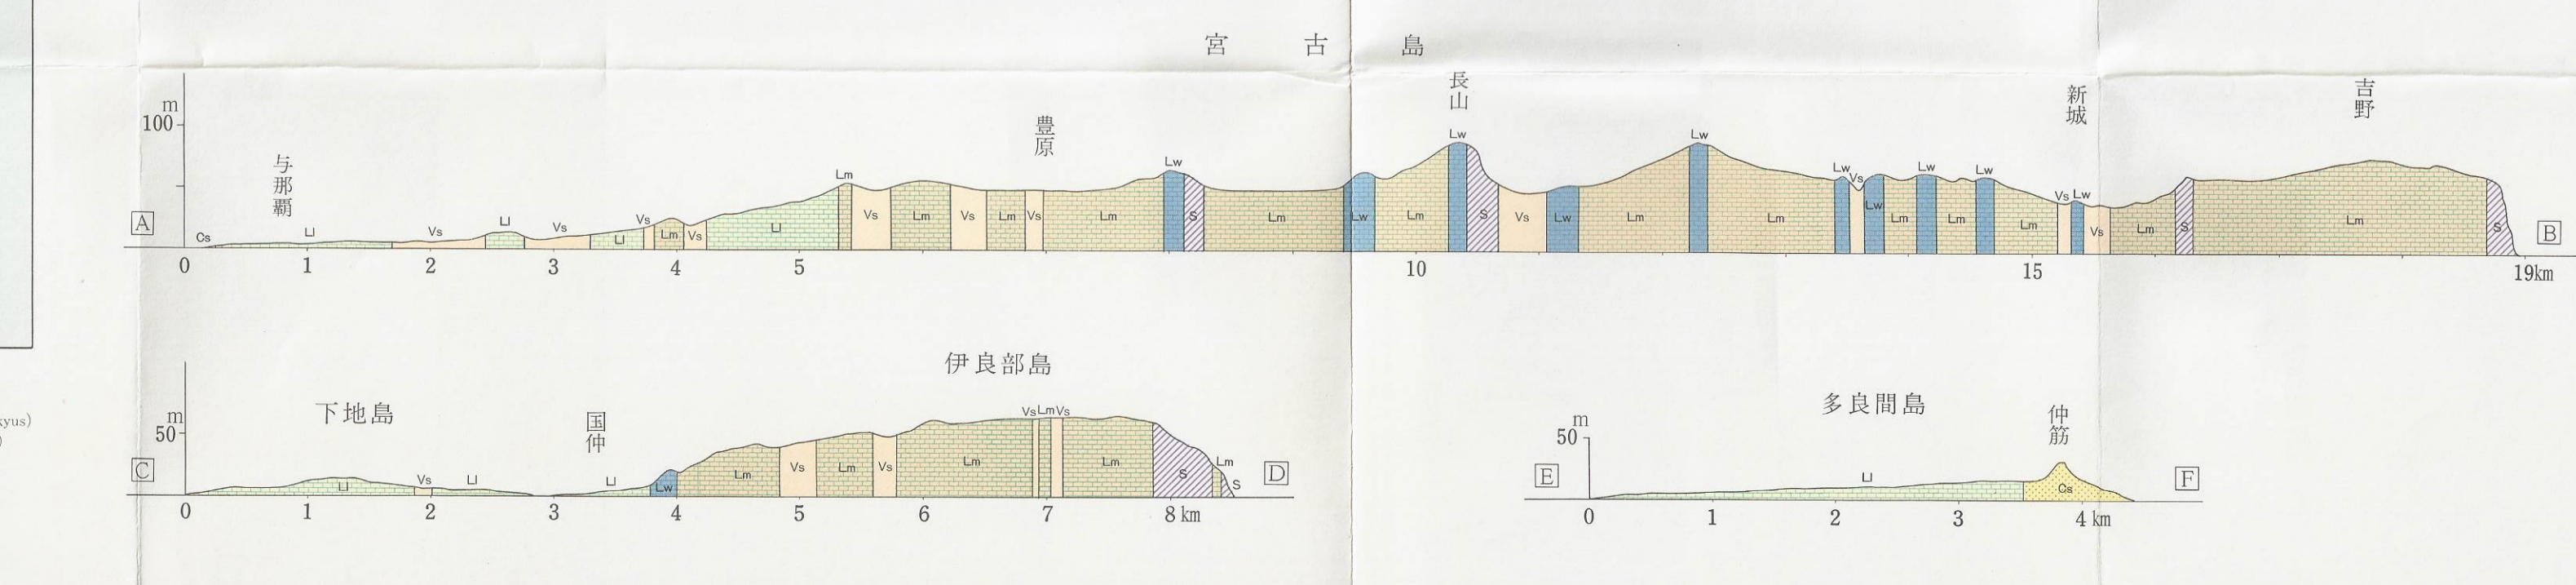 宮古島
長山
新城
吉野
m
100
豊原
与那覇
Lw Lw
Lm Lw Lw Vs Lw Lw
Vs Ll Vs Vs Vs Lw
A Cs Ll Ll Lm Vs Ll Vs Lm Vs Lm Vs Lm S Lm Lw Lm S Vs Lw Lm Lm Lw Lm Lm Lm Vs Lm S Lm S B
0 1 2 3 4 5 10 15 19km
伊良部島
下地島
国仲
m
50
Vs Lm Vs
C Ll Vs Ll Ll Lw Lm Vs Lm Vs Lm Lm S Lm S D
0 1 2 3 4 5 6 7 8 km
多良間島
仲筋
m
50
E Ll Cs F
0 1 2 3 4 km
kyus)
)